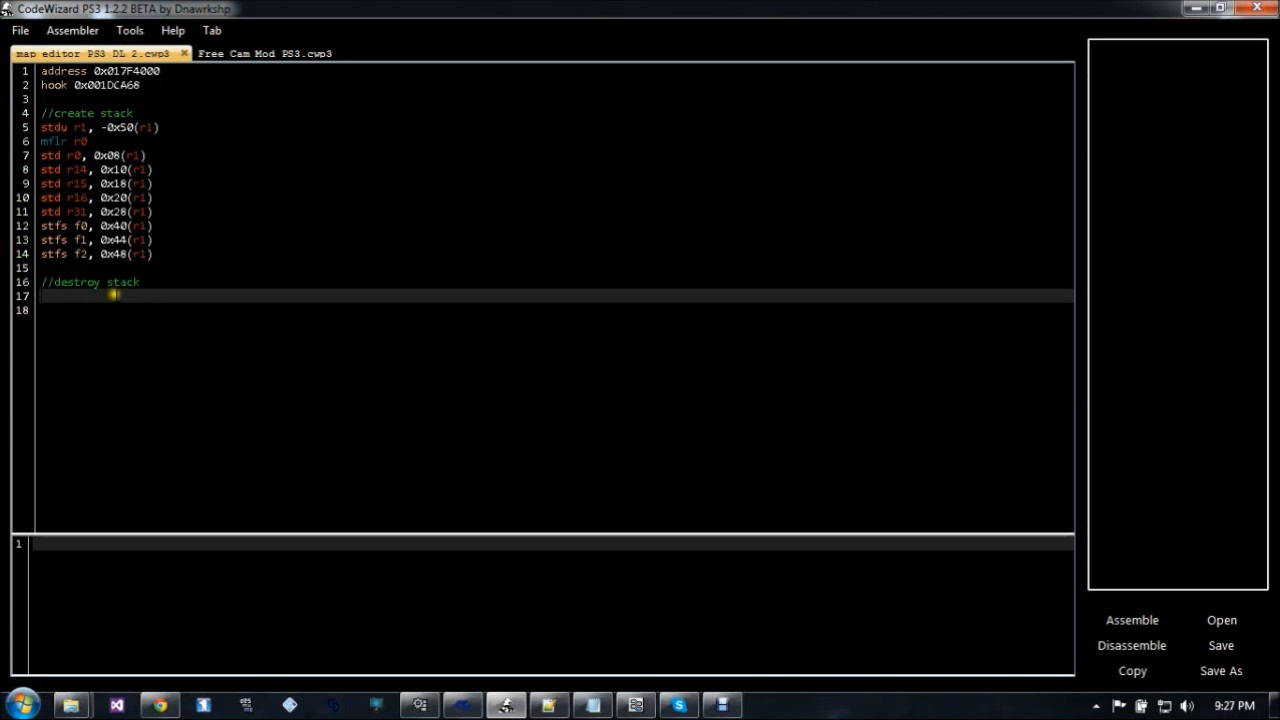 CodeWizard PS3 1.2.2 BETA by Dnawrkshp
File Assembler Tools Help Tab
map editor PS3 DL 2.cwp3 × Free Cam Mod PS3.cwp3
1 address 0x017F4000
2 hook 0x001DCA68
3
4 //create stack
5 stdu r1, -0x50(r1)
6 mflr r0
7 std r0, 0x08(r1)
8 std r14, 0x10(r1)
9 std r15, 0x18(r1)
10 std r16, 0x20(r1)
11 std r31, 0x28(r1)
12 stfs f0, 0x40(r1)
13 stfs f1, 0x44(r1)
14 stfs f2, 0x48(r1)
15
16 //destroy stack
17
18
1
Assemble Open
Disassemble Save
Copy Save As
9:27 PM